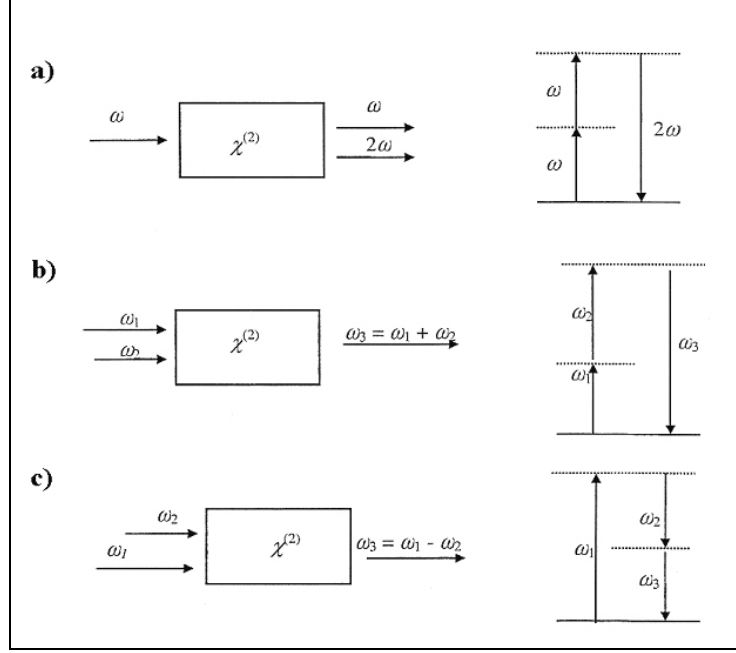 a)
ω
χ(2)
ω
2ω
ω
ω
2ω
b)
ω1
ω2
χ(2)
ω3 = ω1 + ω2
ω2
ω1
ω3
c)
ω2
ω1
χ(2)
ω3 = ω1 - ω2
ω1
ω2
ω3